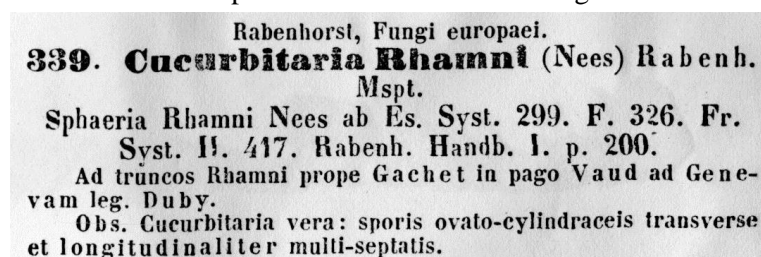 Rabenhorst, Fungi europaei.
339. Cucurbitaria Rhamni (Nees) Rabenh.
Mspt.
Sphaeria Rhamni Nees ab Es. Syst. 299. F. 326. Fr.
Syst. II. 417. Rabenh. Handb. I. p. 200.
Ad truncos Rhamni prope Gachet in pago Vaud ad Gene-
vam leg. Duby.
Obs. Cucurbitaria vera: sporis ovato-cylindraceis transverse
et longitudinaliter multi-septatis.